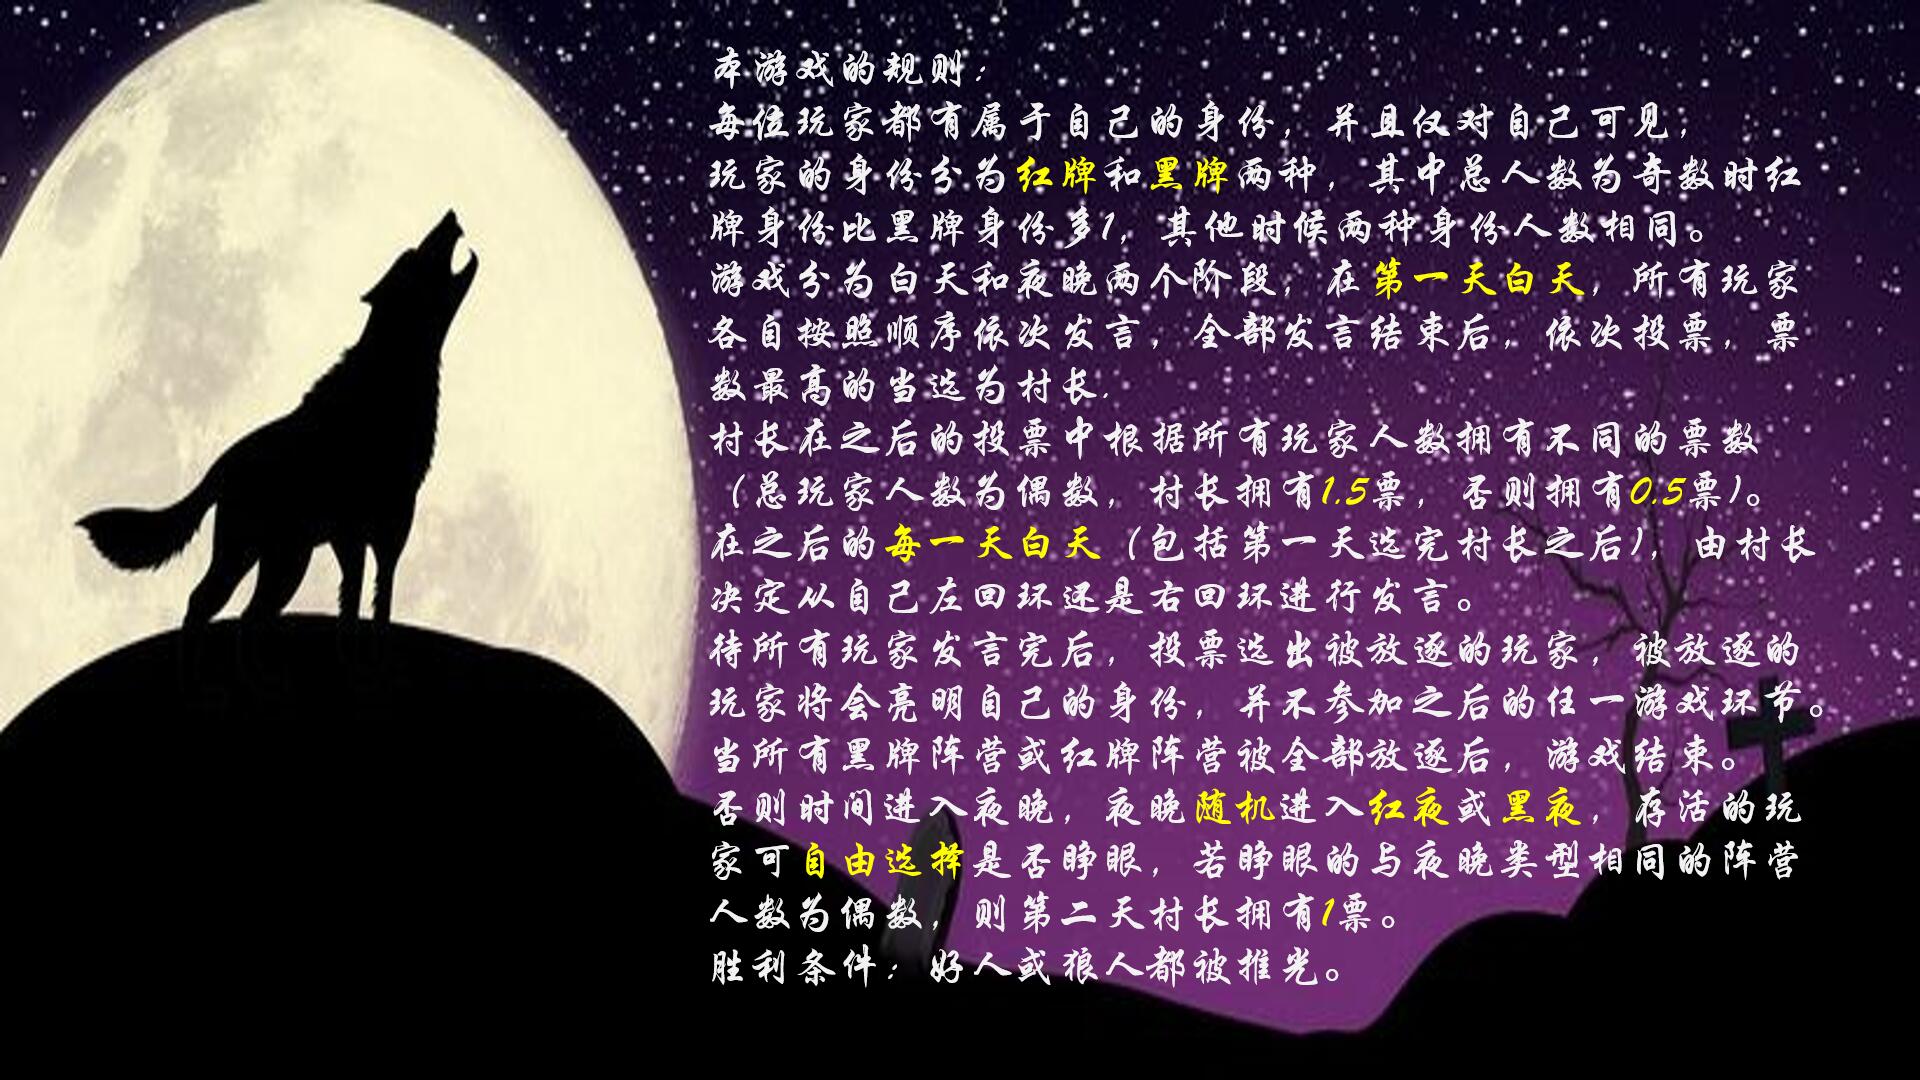 本游戏的规则：
每位玩家都有属于自己的身份，并且仅对自己可见，
玩家的身份分为红牌和黑牌两种，其中总人数为奇数时红
牌身份比黑牌身份多1，其他时候两种身份人数相同。
游戏分为白天和夜晚两个阶段，在第一天白天，所有玩家
各自按照顺序依次发言，全部发言结束后，依次投票，票
数最高的当选为村长.
村长在之后的投票中根据所有玩家人数拥有不同的票数
（总玩家人数为偶数，村长拥有1.5票，否则拥有0.5票）。
在之后的每一天白天（包括第一天选完村长之后），由村长
决定从自己左回环还是右回环进行发言。
待所有玩家发言完后，投票选出被放逐的玩家，被放逐的
玩家将会亮明自己的身份，并不参加之后的任一游戏环节。
当所有黑牌阵营或红牌阵营被全部放逐后，游戏结束。
否则时间进入夜晚，夜晚随机进入红夜或黑夜，存活的玩
家可自由选择是否睁眼，若睁眼的与夜晚类型相同的阵营
人数为偶数，则第二天村长拥有1票。
胜利条件：好人或狼人都被推光。